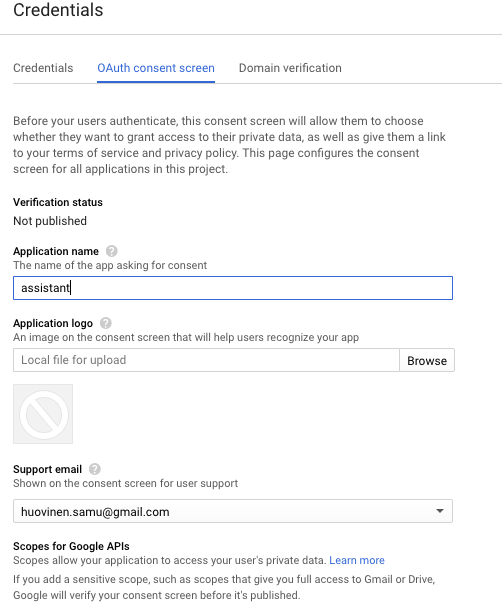 Credentials
Credentials OAuth consent screen Domain verification
Before your users authenticate, this consent screen will allow them to choose
whether they want to grant access to their private data, as well as give them a link
to your terms of service and privacy policy. This page configures the consent
screen for all applications in this project.
Verification status
Not published
Application name ?
The name of the app asking for consent
assistant
Application logo ?
An image on the consent screen that will help users recognize your app
Local file for upload Browse
Support email ?
Shown on the consent screen for user support
huovinen.samu@gmail.com
Scopes for Google APIs
Scopes allow your application to access your user's private data. Learn more
If you add a sensitive scope, such as scopes that give you full access to Gmail or Drive,
Google will verify your consent screen before it's published.